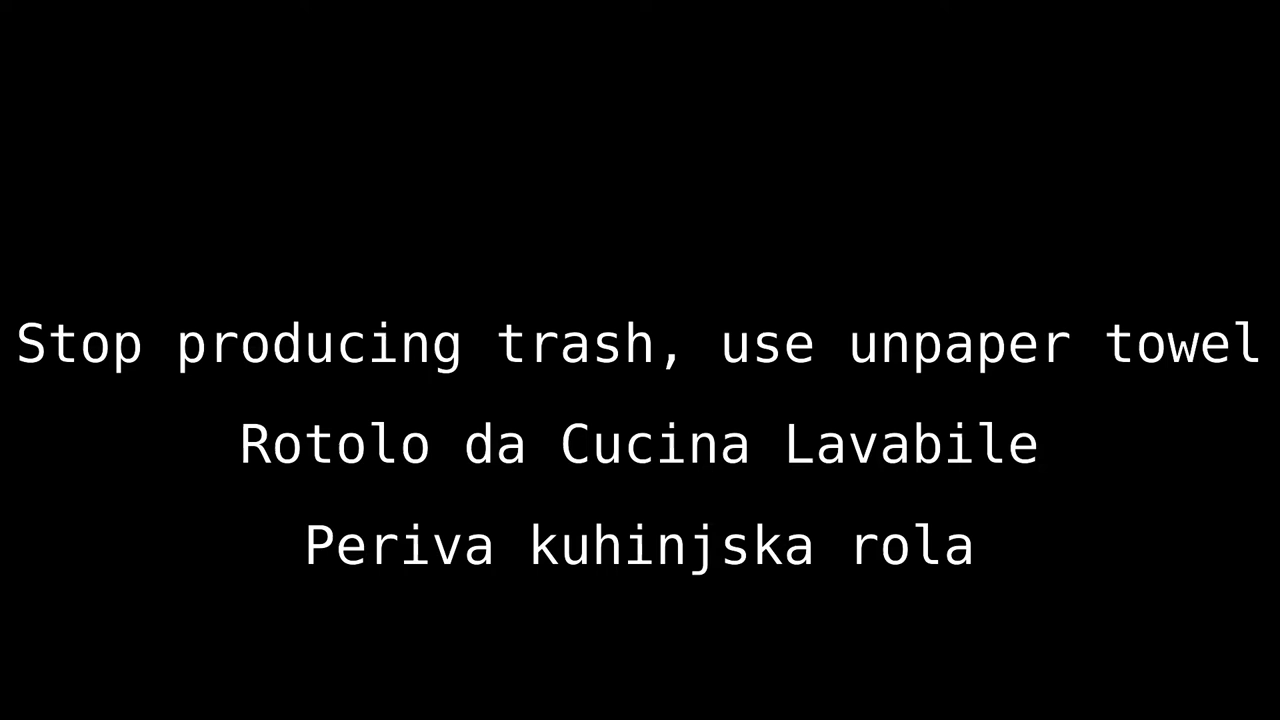 Stop producing trash, use unpaper towel
Rotolo da Cucina Lavabile
Periva kuhinjska rola